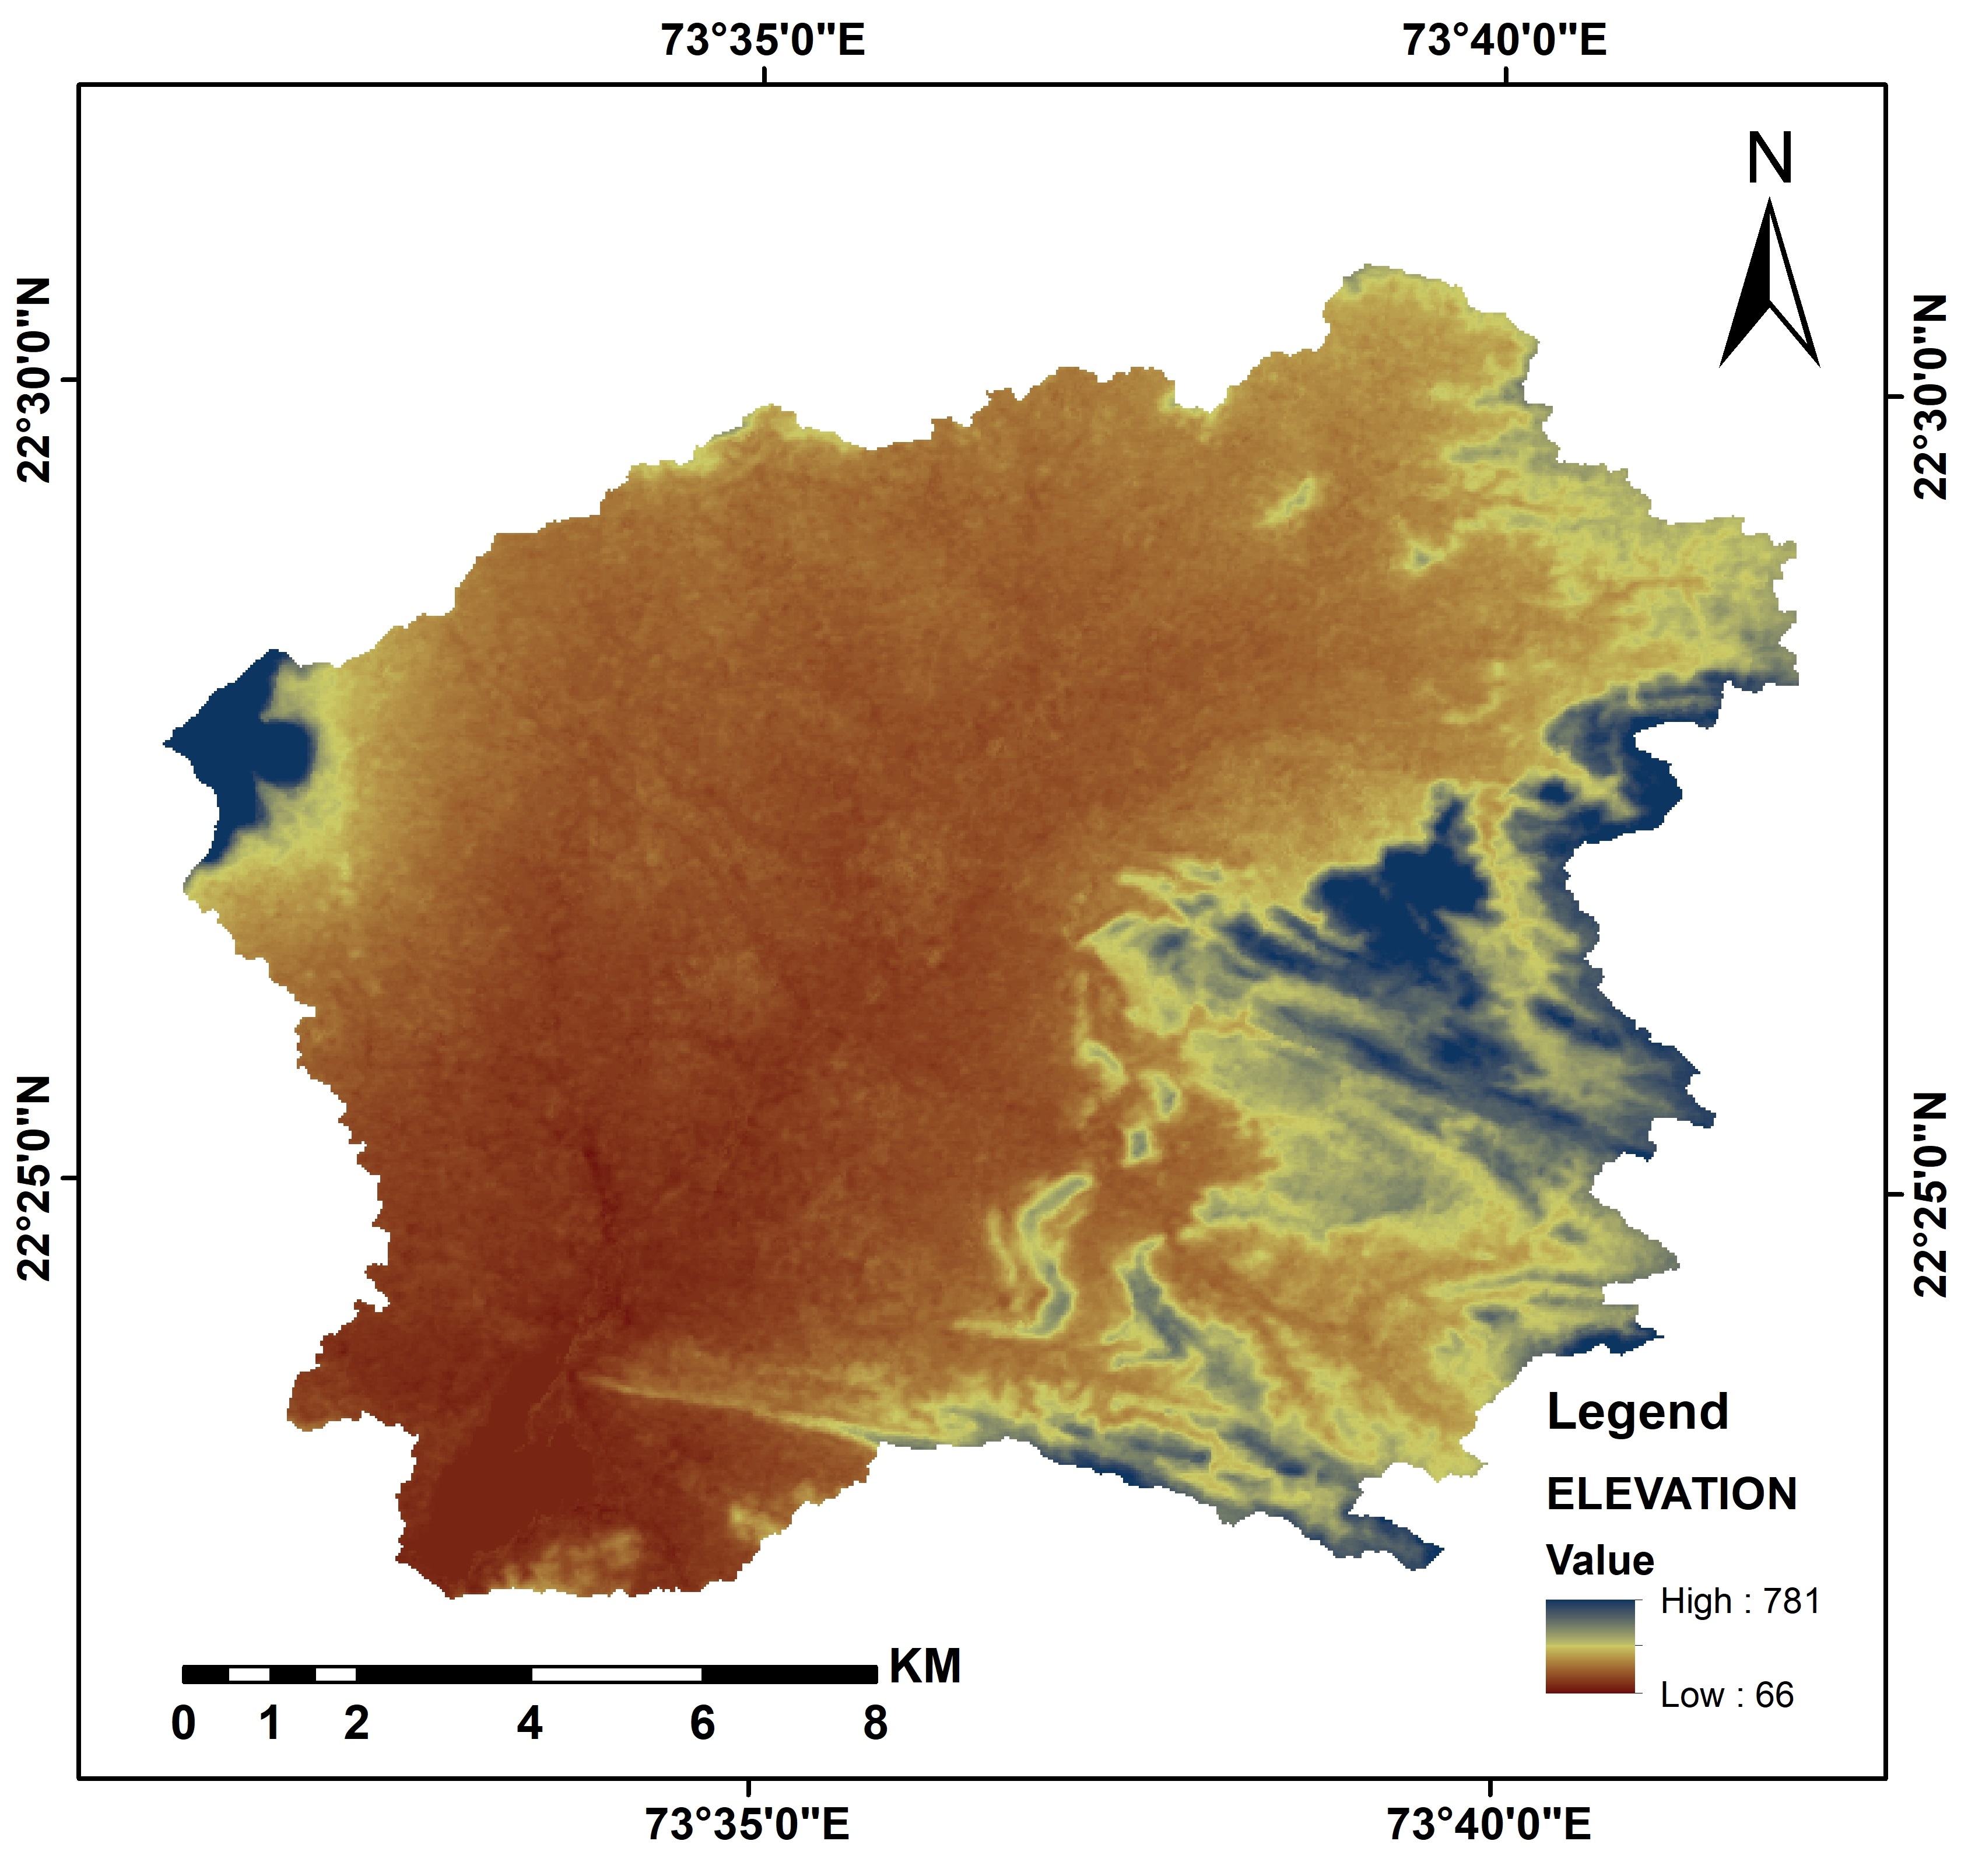 73°35'0"E 73°40'0"E
N
22°30'0"N 22°30'0"N
22°25'0"N 22°25'0"N
Legend
ELEVATION
Value
High : 781
Low : 66
KM
0 1 2 4 6 8
73°35'0"E 73°40'0"E